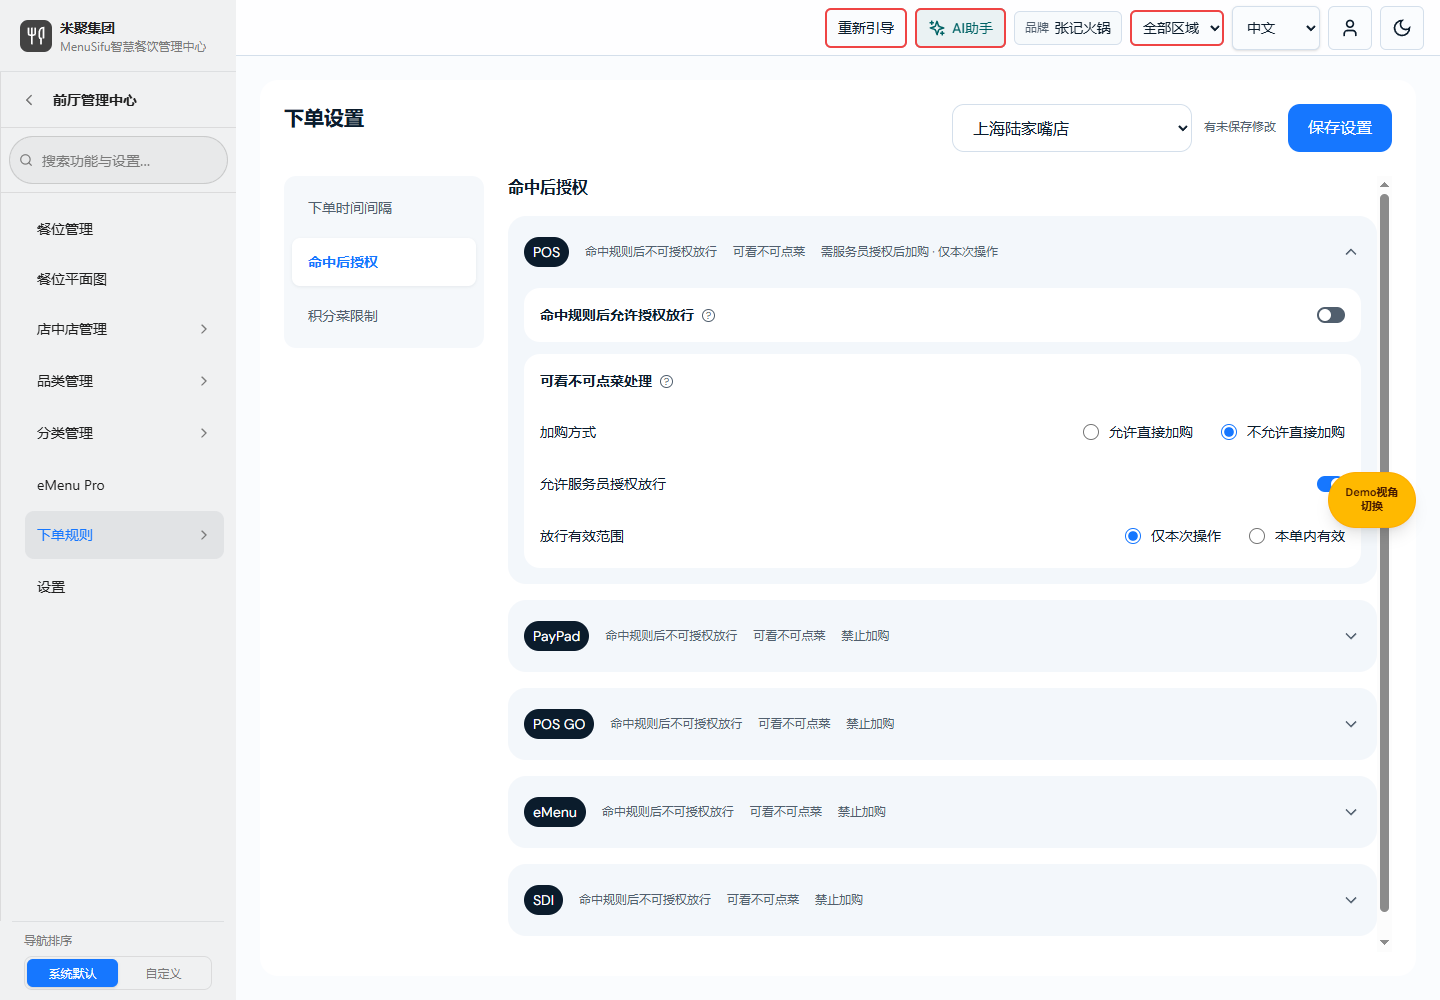 米聚集团
MenuSifu智慧餐饮管理中心
重新引导
AI助手
品牌 张记火锅
全部区域
中文
前厅管理中心
搜索功能与设置...
餐位管理
餐位平面图
店中店管理
品类管理
分类管理
eMenu Pro
下单规则
设置
导航排序
系统默认
自定义
下单设置
上海陆家嘴店
有未保存修改
保存设置
下单时间间隔
命中后授权
积分菜限制
命中后授权
POS 命中规则后不可授权放行 可看不可点菜 需服务员授权后加购 · 仅本次操作
命中规则后允许授权放行 ?
可看不可点菜处理 ?
加购方式 允许直接加购 不允许直接加购
允许服务员授权放行
放行有效范围 仅本次操作 本单内有效
Demo视角
切换
PayPad 命中规则后不可授权放行 可看不可点菜 禁止加购
POS GO 命中规则后不可授权放行 可看不可点菜 禁止加购
eMenu 命中规则后不可授权放行 可看不可点菜 禁止加购
SDI 命中规则后不可授权放行 可看不可点菜 禁止加购